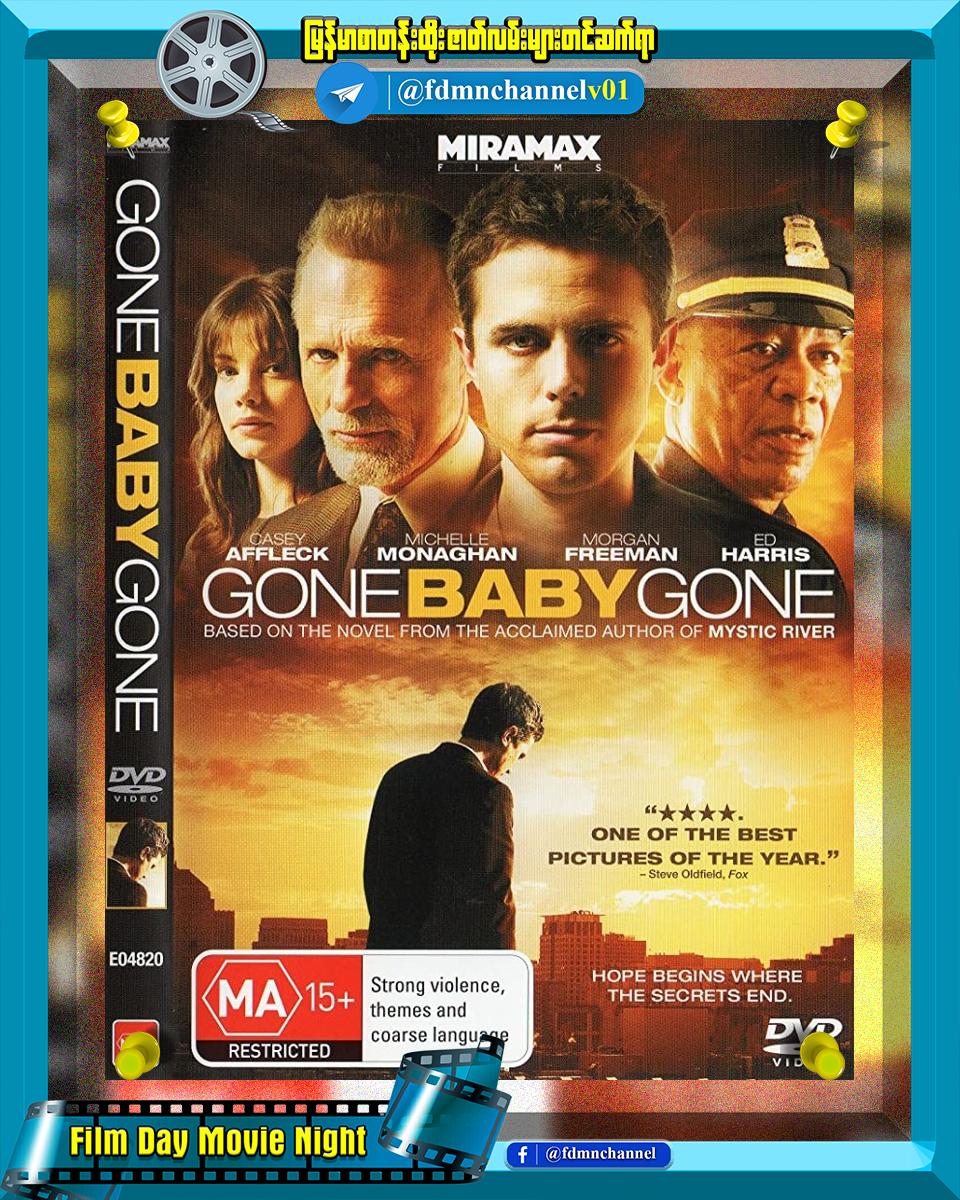 မြန်မာစာတန်းထိုးဇာတ်လမ်းများတင်ဆက်ရာ
@fdmnchannelv01
MIRAMAX
FILMS
GONE BABY GONE
DVD
VIDEO
E04820
CASEY AFFLECK
MICHELLE MONAGHAN
MORGAN FREEMAN
ED HARRIS
GONE BABY GONE
BASED ON THE NOVEL FROM THE ACCLAIMED AUTHOR OF MYSTIC RIVER
“★★★★.
ONE OF THE BEST
PICTURES OF THE YEAR.”
– Steve Oldfield, Fox
HOPE BEGINS WHERE
THE SECRETS END.
MA 15+
RESTRICTED
Strong violence,
themes and
coarse language
DVD
Film Day Movie Night
f | @fdmnchannel